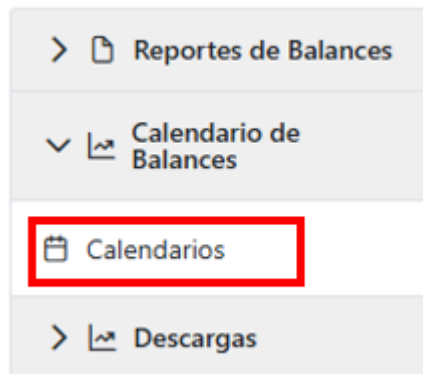 Reportes de Balances
Calendario de
Balances
Calendarios
Descargas